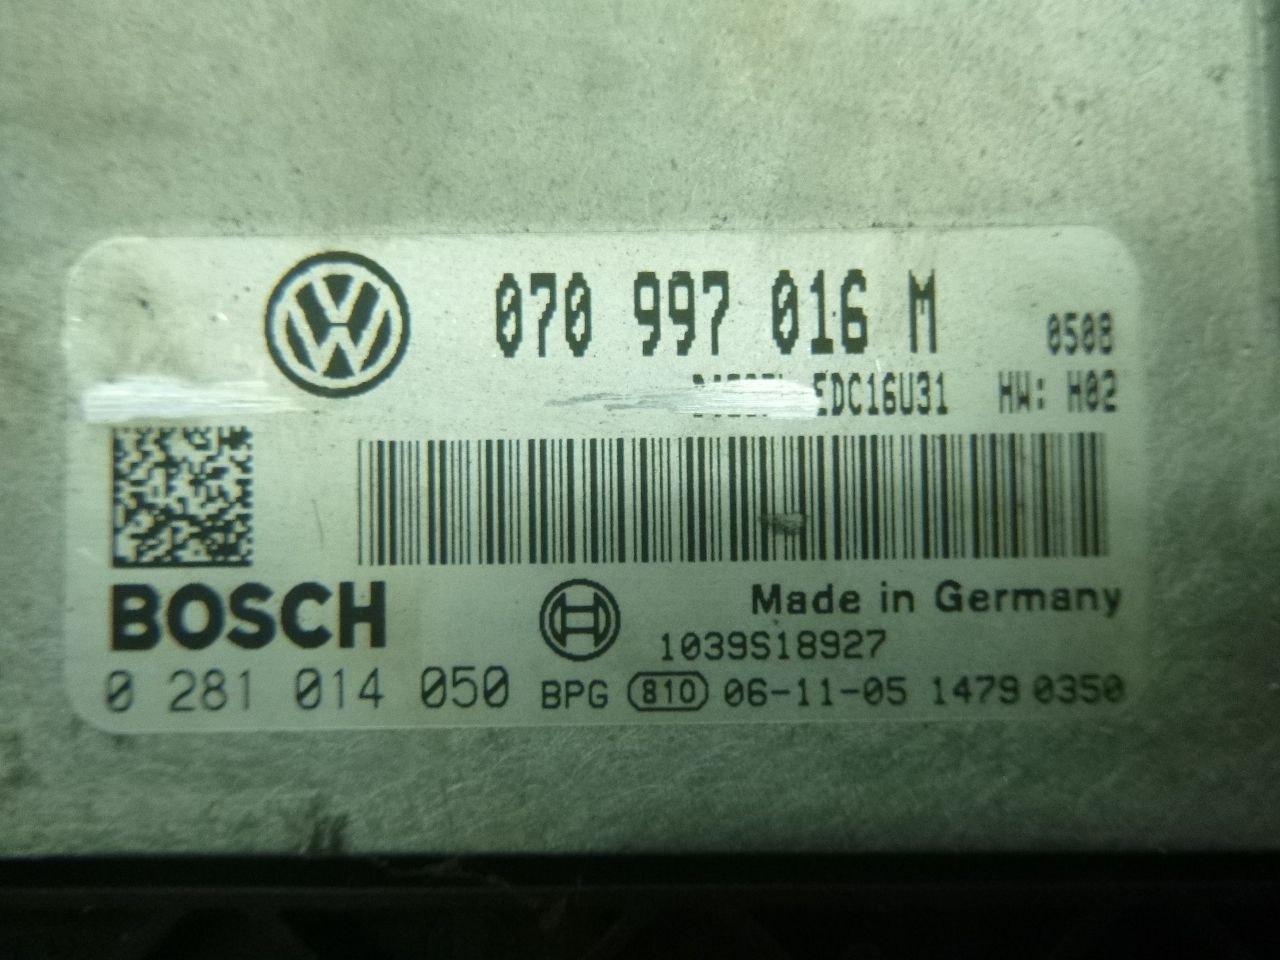 070 997 016 M 0508
EDC16U31 HW: H02
BOSCH
Made in Germany
1039S18927
0 281 014 050 BPG 810 06-11-05 1479 0350